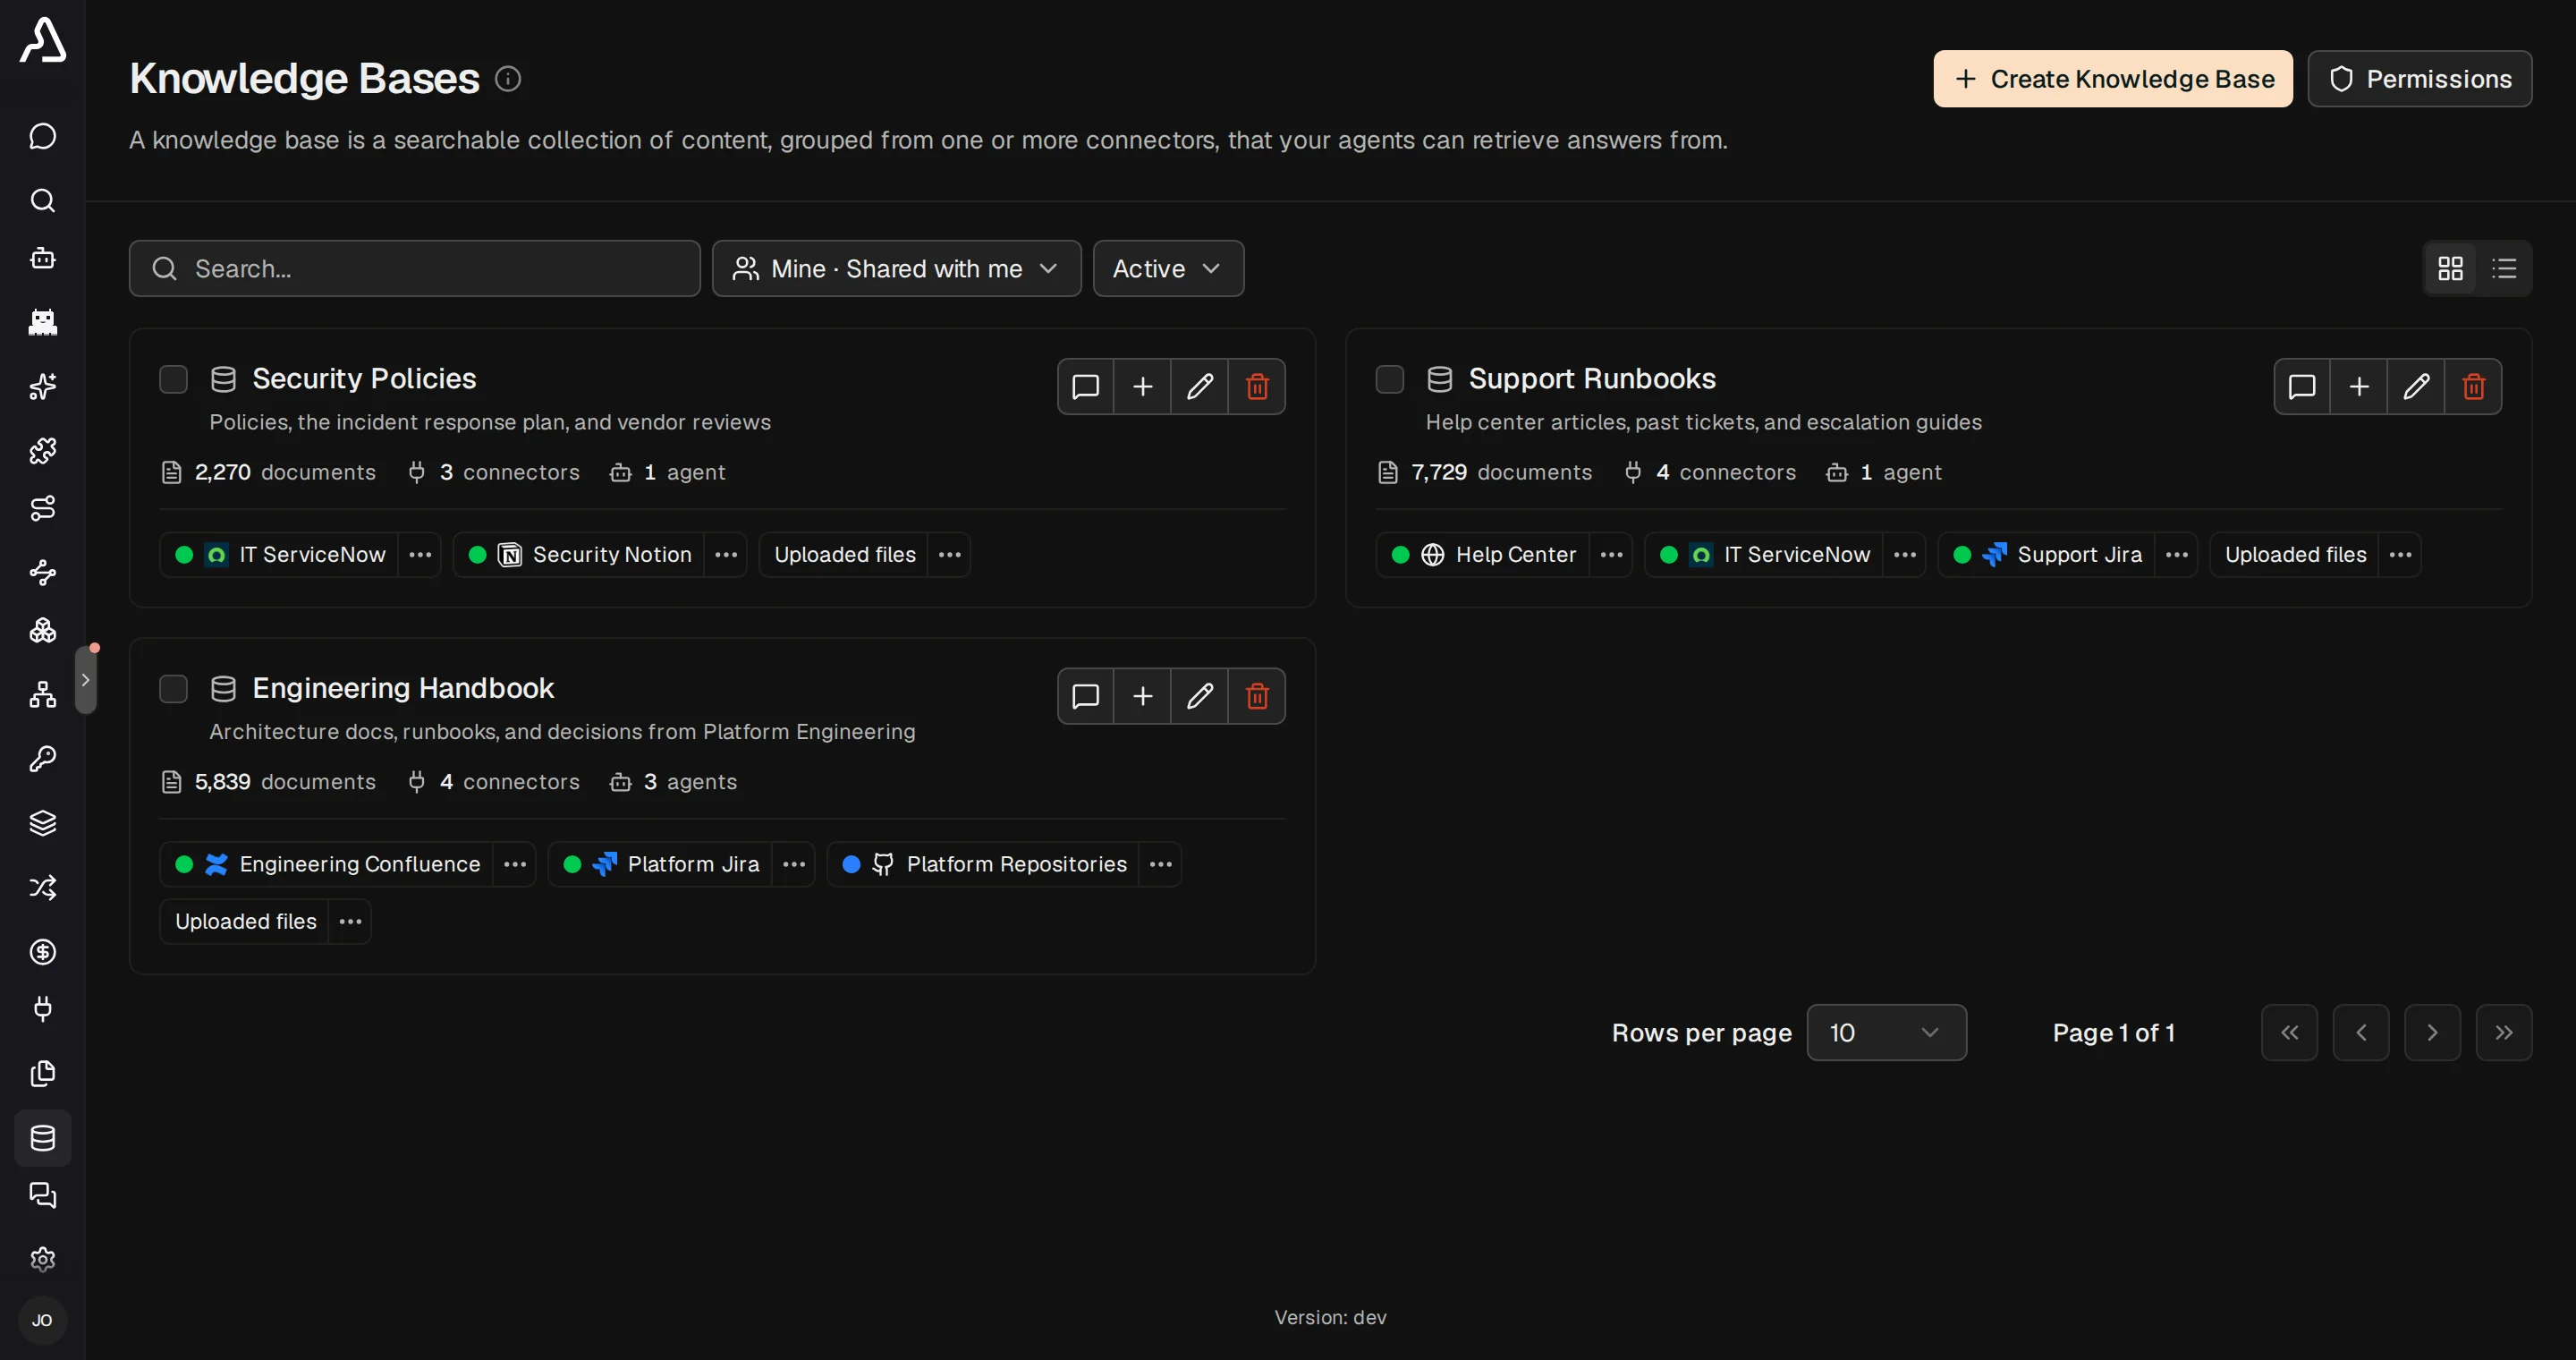 Knowledge Bases
Create Knowledge Base
Permissions
A knowledge base is a searchable collection of content, grouped from one or more connectors, that your agents can retrieve answers from.
Search...
Mine · Shared with me
Active
Security Policies
Policies, the incident response plan, and vendor reviews
2,270 documents 3 connectors 1 agent
IT ServiceNow Security Notion Uploaded files
Support Runbooks
Help center articles, past tickets, and escalation guides
7,729 documents 4 connectors 1 agent
Help Center IT ServiceNow Support Jira Uploaded files
Engineering Handbook
Architecture docs, runbooks, and decisions from Platform Engineering
5,839 documents 4 connectors 3 agents
Engineering Confluence Platform Jira Platform Repositories
Uploaded files
Rows per page 10 Page 1 of 1
JO
Version: dev